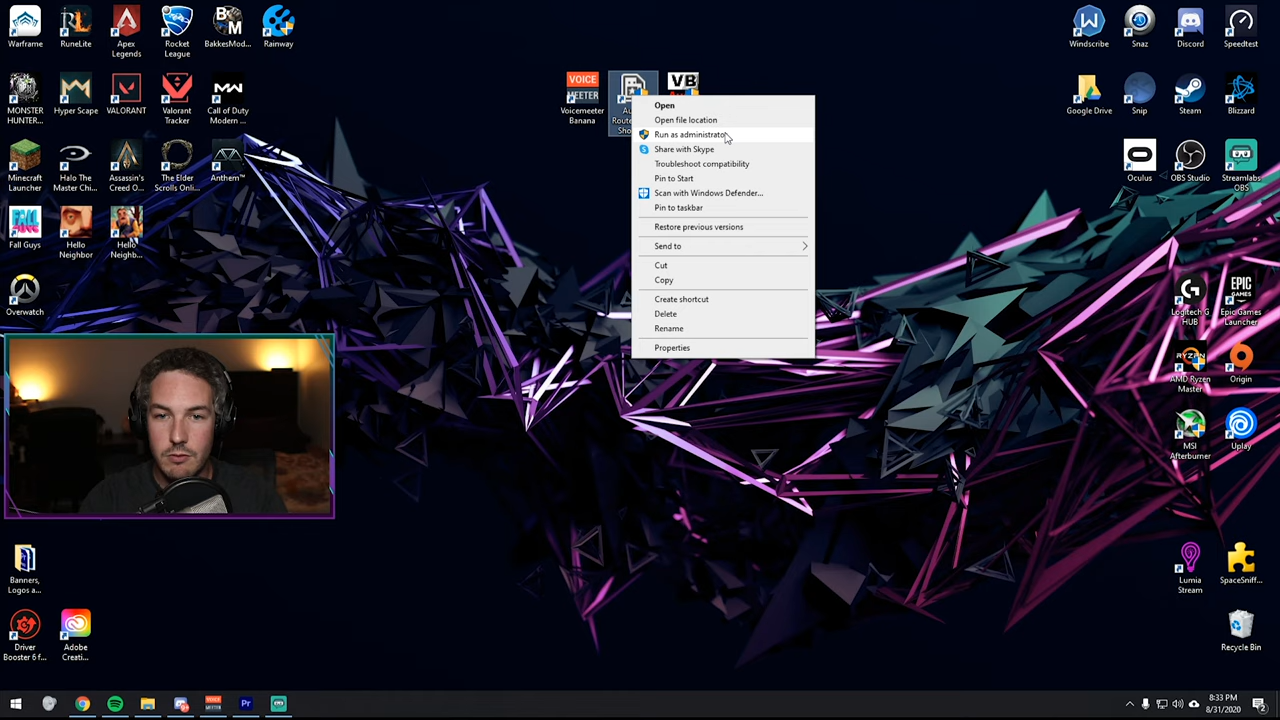 Warframe
RuneLite
Apex
Legends
Rocket
League
BakkesMod...
Rainway
MONSTER
HUNTER...
Hyper Scape
VALORANT
Valorant
Tracker
Call of Duty
Modern ...
Minecraft
Launcher
Halo The
Master Chi...
Assassin's
Creed O...
The Elder
Scrolls Onli...
Anthem™
FALL
GUYS
Fall Guys
Hello
Neighbor
Hello
Neighb...
Overwatch
VOICE
MEETER
Voicemeeter
Banana
VB
Open
Open file location
Run as administrator
Share with Skype
Troubleshoot compatibility
Pin to Start
Scan with Windows Defender...
Pin to taskbar
Restore previous versions
Send to
Cut
Copy
Create shortcut
Delete
Rename
Properties
Windscribe
Snaz
Discord
Speedtest
Google Drive
Snip
Steam
Blizzard
Oculus
OBS Studio
Streamlabs
OBS
Logitech G
HUB
EPIC
GAMES
Epic Games
Launcher
RYZEN
AMD Ryzen
Master
Origin
MSI
Afterburner
Uplay
Lumia
Stream
SpaceSniff...
Recycle Bin
Banners,
Logos a...
Driver
Booster 6 f...
Adobe
Creati...
VOICE
MEETER
Pr
8:33 PM
8/31/2020